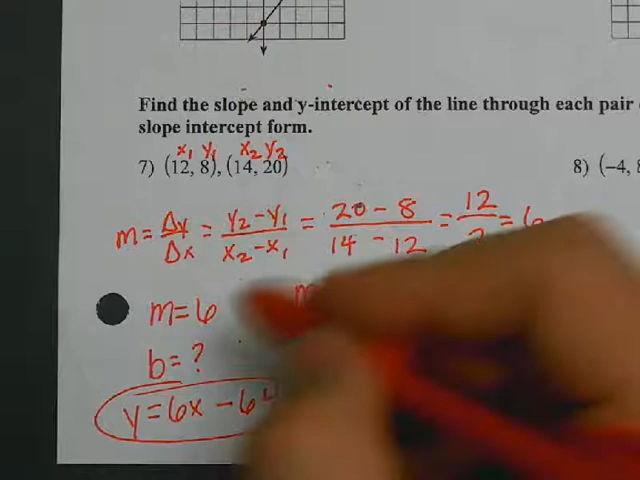 Find the slope and y-intercept of the line through each pair
slope intercept form.
x₁ y₁ x₂ y₂
7) (12, 8), (14, 20)
8) (-4,
m = Δy/Δx = y₂-y₁/x₂-x₁ = 20 - 8/14 - 12 = 12/2 = 6
m=6
m
b= ?
y=6x - 64